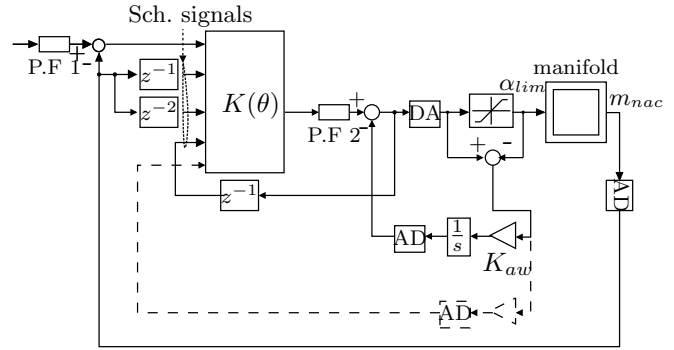 Sch. signals
P.F 1
+
-
z⁻¹
z⁻²
K(θ)
P.F 2
+
-
DA
α_lim
manifold
m_nac
+
-
AD
z⁻¹
AD
1/s
K_aw
AD